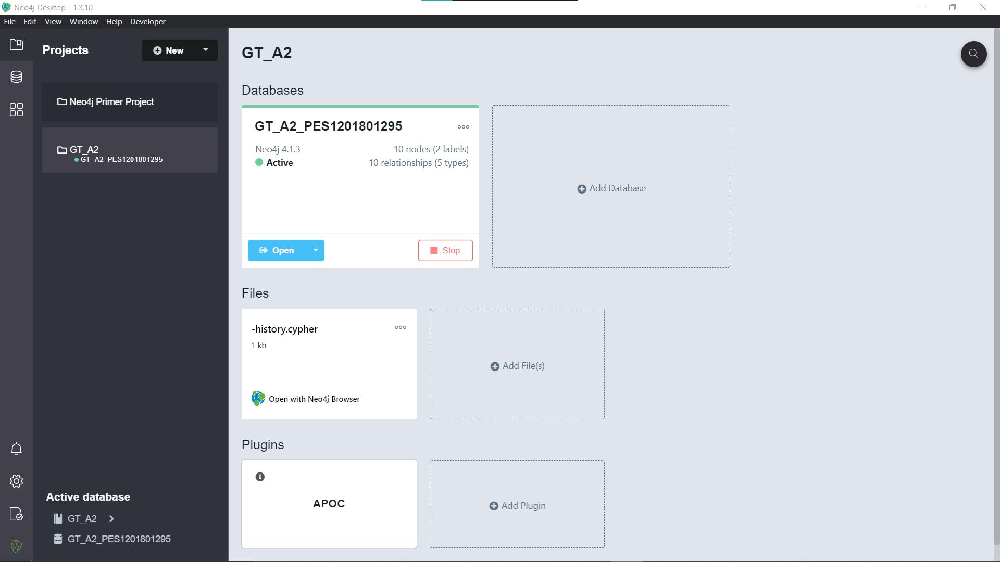 Neo4j Desktop - 1.3.10
File Edit View Window Help Developer
Projects
New
Neo4j Primer Project
GT_A2
GT_A2_PES1201801295
Active database
GT_A2
GT_A2_PES1201801295
GT_A2
Databases
GT_A2_PES1201801295
Neo4j 4.1.3
10 nodes (2 labels)
Active
10 relationships (5 types)
Open
Stop
Add Database
Files
-history.cypher
1 kb
Open with Neo4j Browser
Add File(s)
Plugins
APOC
Add Plugin